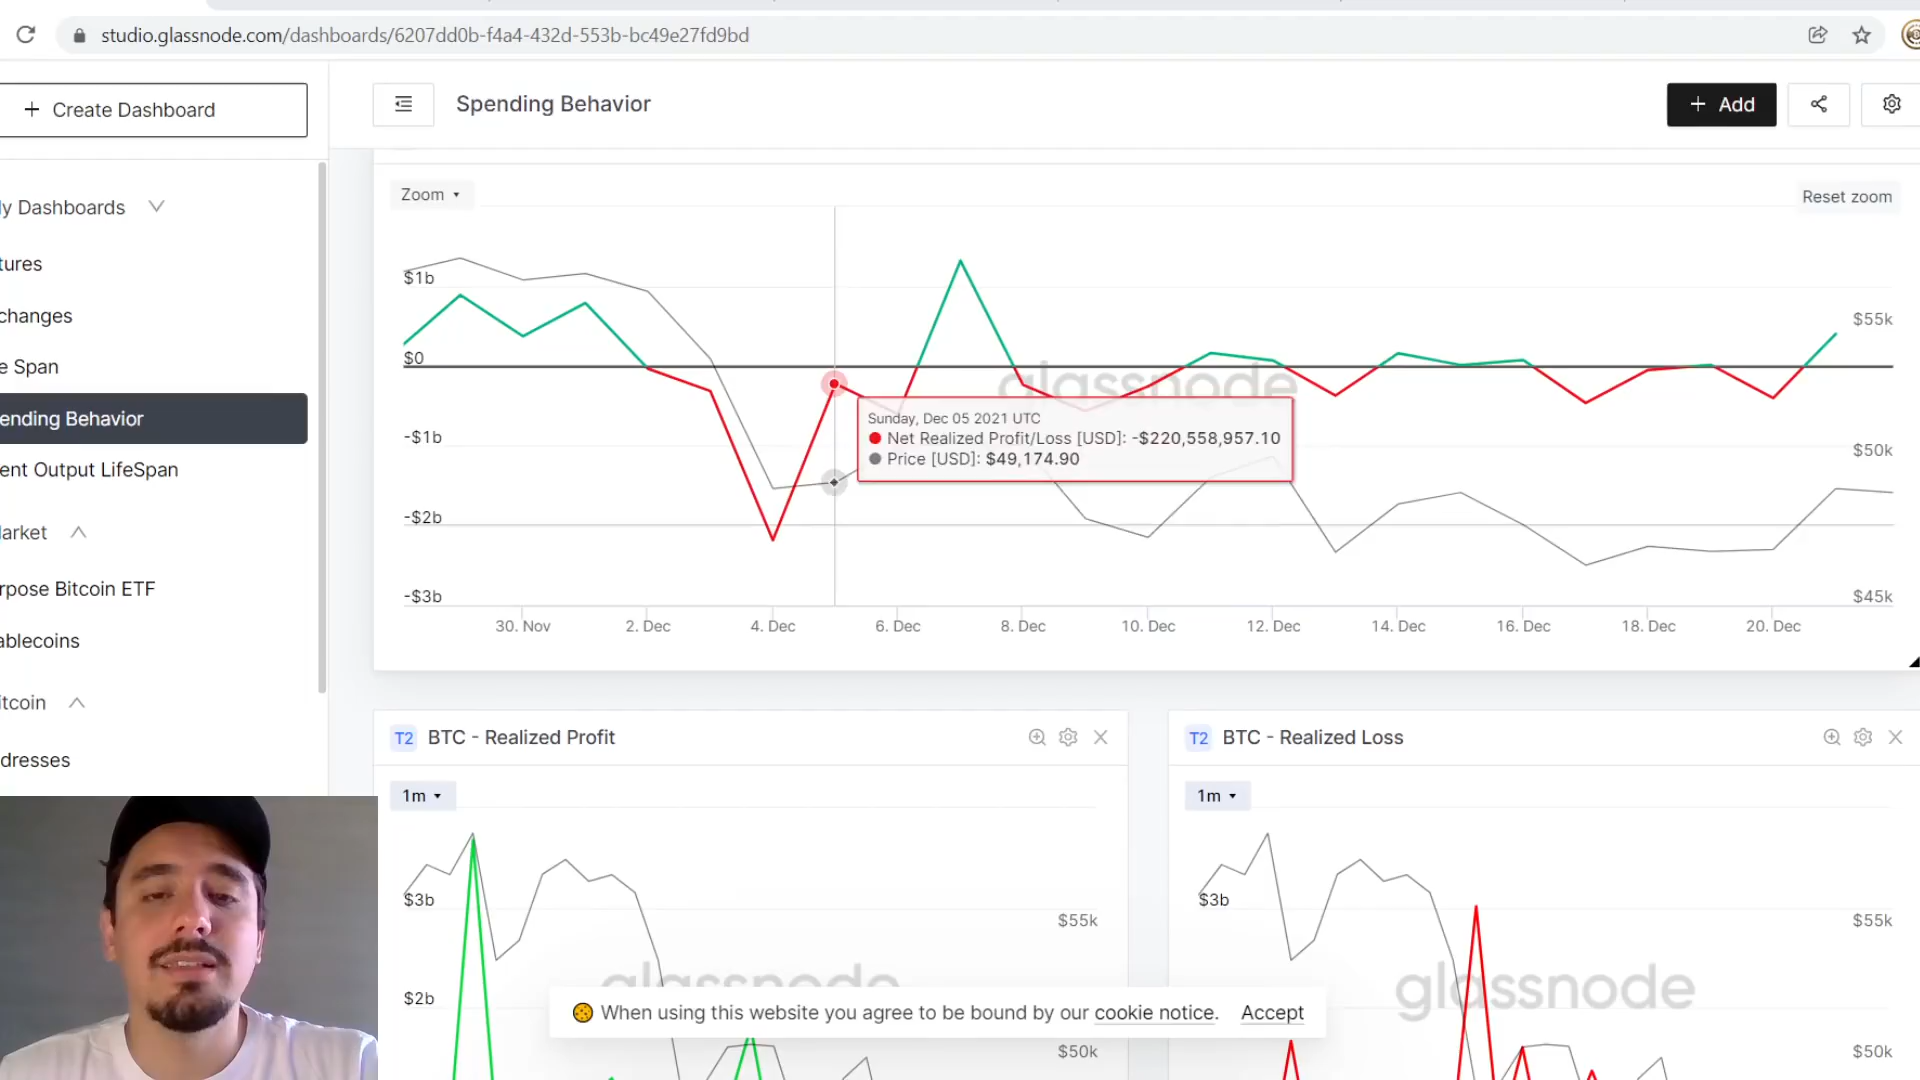 studio.glassnode.com/dashboards/6207dd0b-f4a4-432d-553b-bc49e27fd9bd
+ Create Dashboard
Spending Behavior
+ Add
y Dashboards
tures
changes
e Span
ending Behavior
ent Output LifeSpan
arket
rpose Bitcoin ETF
ablecoins
itcoin
dresses
Zoom
Reset zoom
$1b
$0
-$1b
-$2b
-$3b
$55k
$50k
$45k
glassnode
Sunday, Dec 05 2021 UTC
Net Realized Profit/Loss [USD]: -$220,558,957.10
Price [USD]: $49,174.90
30. Nov 2. Dec 4. Dec 6. Dec 8. Dec 10. Dec 12. Dec 14. Dec 16. Dec 18. Dec 20. Dec
T2 BTC - Realized Profit
1m
$3b
$2b
$55k
$50k
glassnode
T2 BTC - Realized Loss
1m
$3b
$55k
$50k
glassnode
When using this website you agree to be bound by our cookie notice. Accept